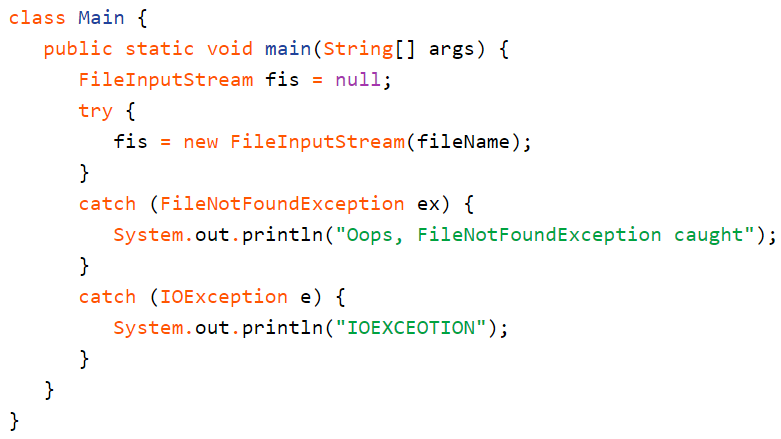 class Main {
public static void main(String[] args) {
FileInputStream fis = null;
try {
fis = new FileInputStream(fileName);
}
catch (FileNotFoundException ex) {
System.out.println("Oops, FileNotFoundException caught");
}
catch (IOException e) {
System.out.println("IOEXCEOTION");
}
}
}